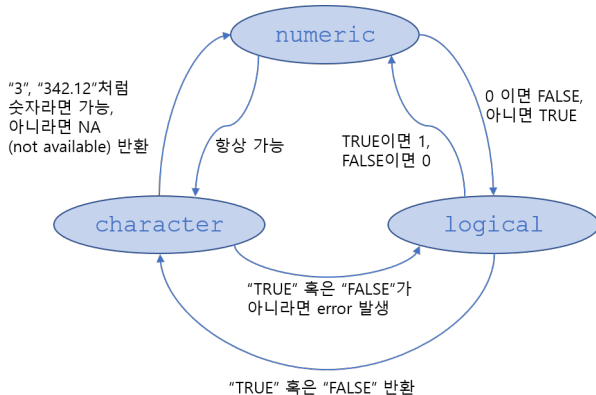 numeric
“3”, “342.12”처럼
숫자라면 가능,
아니라면 NA
(not available) 반환
항상 가능
TRUE이면 1,
FALSE이면 0
0 이면 FALSE,
아니면 TRUE
character
logical
“TRUE” 혹은 “FALSE”가
아니라면 error 발생
“TRUE” 혹은 “FALSE” 반환